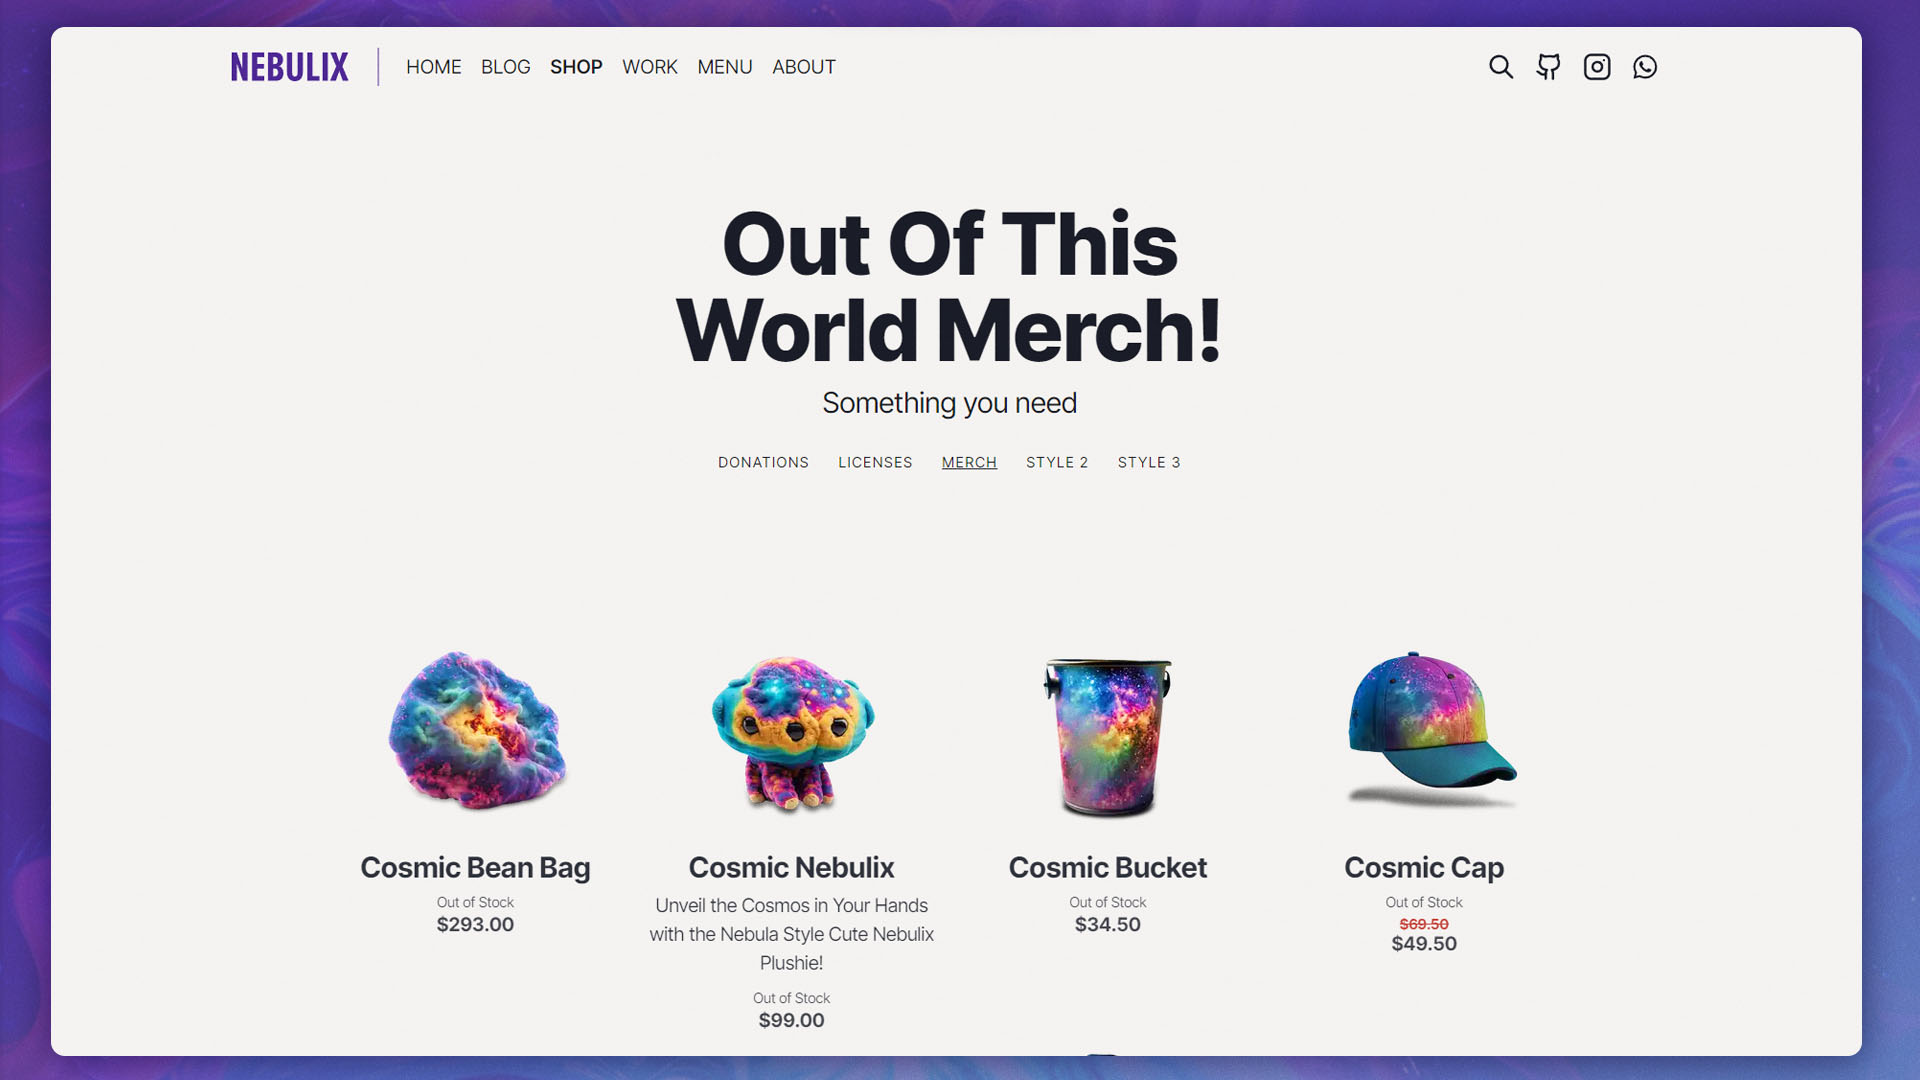 NEBULIX
HOME BLOG SHOP WORK MENU ABOUT
Out Of This
World Merch!
Something you need
DONATIONS LICENSES MERCH STYLE 2 STYLE 3
Cosmic Bean Bag
Out of Stock
$293.00
Cosmic Nebulix
Unveil the Cosmos in Your Hands
with the Nebula Style Cute Nebulix
Plushie!
Out of Stock
$99.00
Cosmic Bucket
Out of Stock
$34.50
Cosmic Cap
Out of Stock
$69.50
$49.50